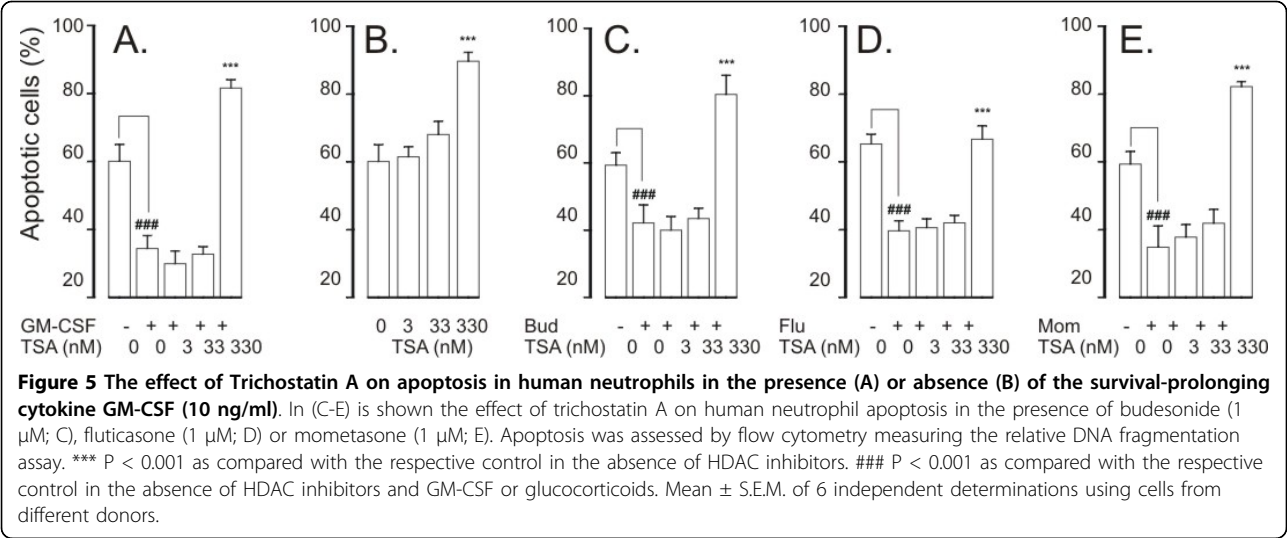 Apoptotic cells (%)
A.
100
80
60
40
20
***
###
GM-CSF - + + + +
TSA (nM) 0 0 3 33 330
B.
100
80
60
40
20
***
0 3 33 330
TSA (nM)
C.
100
80
60
40
20
***
###
Bud - + + + +
TSA (nM) 0 0 3 33 330
D.
100
80
60
40
20
***
###
Flu - + + + +
TSA (nM) 0 0 3 33 330
E.
100
80
60
40
20
***
###
Mom - + + + +
TSA (nM) 0 0 3 33 330
Figure 5 The effect of Trichostatin A on apoptosis in human neutrophils in the presence (A) or absence (B) of the survival-prolonging
cytokine GM-CSF (10 ng/ml). In (C-E) is shown the effect of trichostatin A on human neutrophil apoptosis in the presence of budesonide (1
μM; C), fluticasone (1 μM; D) or mometasone (1 μM; E). Apoptosis was assessed by flow cytometry measuring the relative DNA fragmentation
assay. *** P < 0.001 as compared with the respective control in the absence of HDAC inhibitors. ### P < 0.001 as compared with the respective
control in the absence of HDAC inhibitors and GM-CSF or glucocorticoids. Mean ± S.E.M. of 6 independent determinations using cells from
different donors.